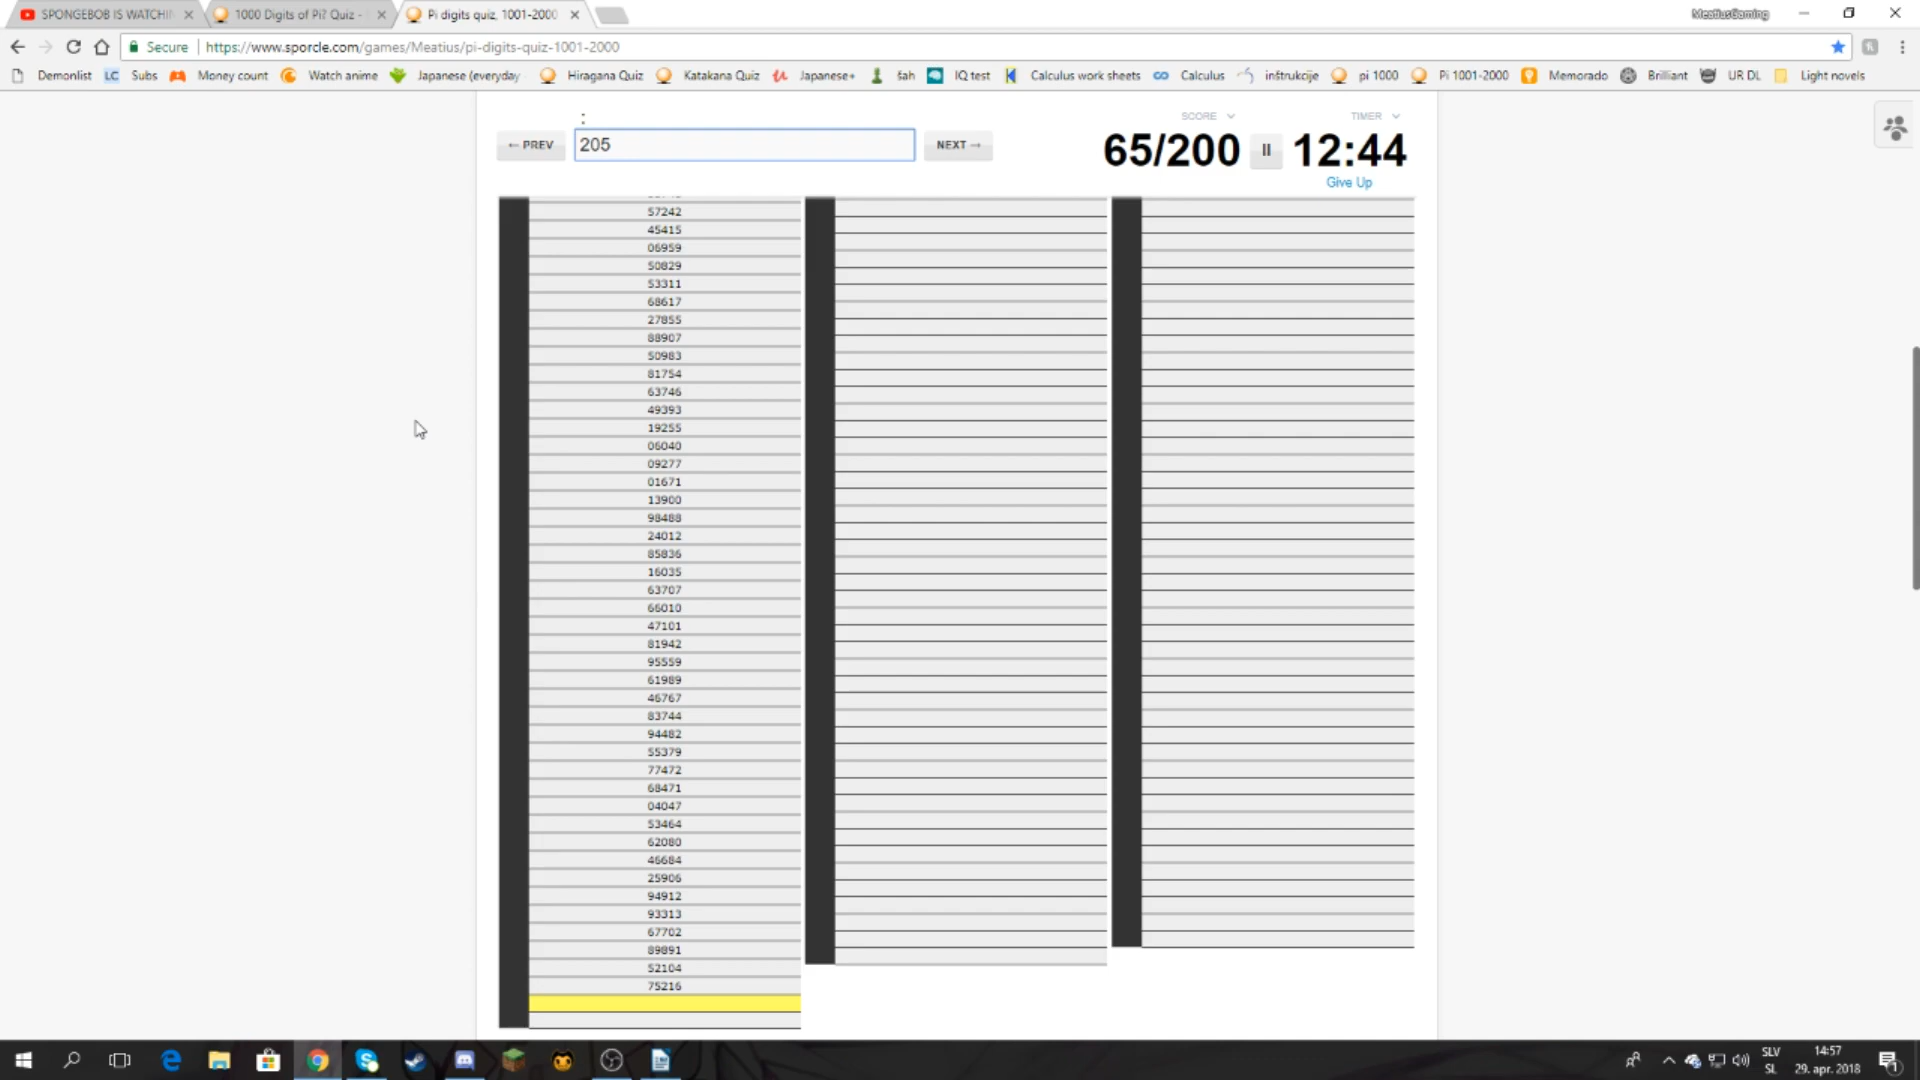 SPONGEBOB IS WATCHIN
1000 Digits of Pi? Quiz -
Pi digits quiz, 1001-2000
MeatiusGaming
Secure
https://www.sporcle.com/games/Meatius/pi-digits-quiz-1001-2000
Demonlist
LC Subs
Money count
Watch anime
Japanese (everyday
Hiragana Quiz
Katakana Quiz
Japanese+
šah
IQ test
Calculus work sheets
Calculus
inštrukcije
pi 1000
Pi 1001-2000
Memorado
Brilliant
UR DL
Light novels
:
← PREV
205
NEXT →
SCORE
65/200
TIMER
12:44
Give Up
57242
45415
06959
50829
53311
68617
27855
88907
50983
81754
63746
49393
19255
06040
09277
01671
13900
98488
24012
85836
16035
63707
66010
47101
81942
95559
61989
46767
83744
94482
55379
77472
68471
04047
53464
62080
46684
25906
94912
93313
67702
89891
52104
75216
SLV
SL
14:57
29. apr. 2018
1